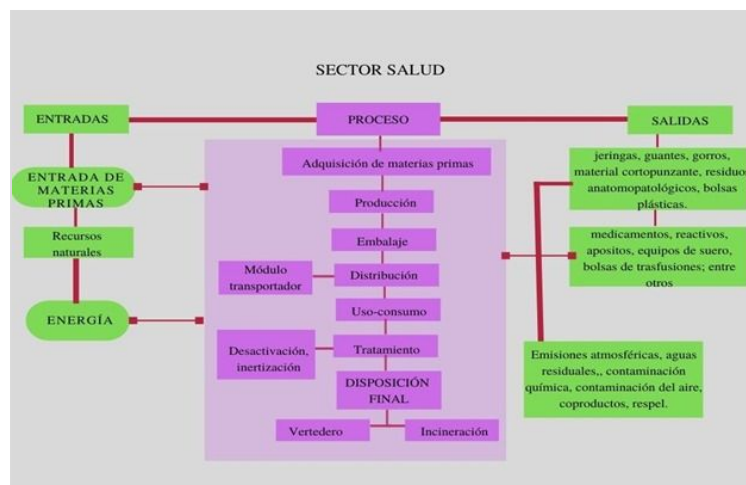 SECTOR SALUD
ENTRADAS
PROCESO
SALIDAS
ENTRADA DE
MATERIAS
PRIMAS
Recursos
naturales
ENERGÍA
Adquisición de materias primas
Producción
Embalaje
Módulo
transportador
Distribución
Uso-consumo
Desactivación,
inertización
Tratamiento
DISPOSICIÓN
FINAL
Vertedero
Incineración
jeringas, guantes, gorros,
material cortopunzante, residuos
anatomopatológicos, bolsas
plásticas.
medicamentos, reactivos,
apositos, equipos de suero,
bolsas de trasfusiones; entre
otros
Emisiones atmosféricas, aguas
residuales,, contaminación
química, contaminación del aire,
coproductos, respel.